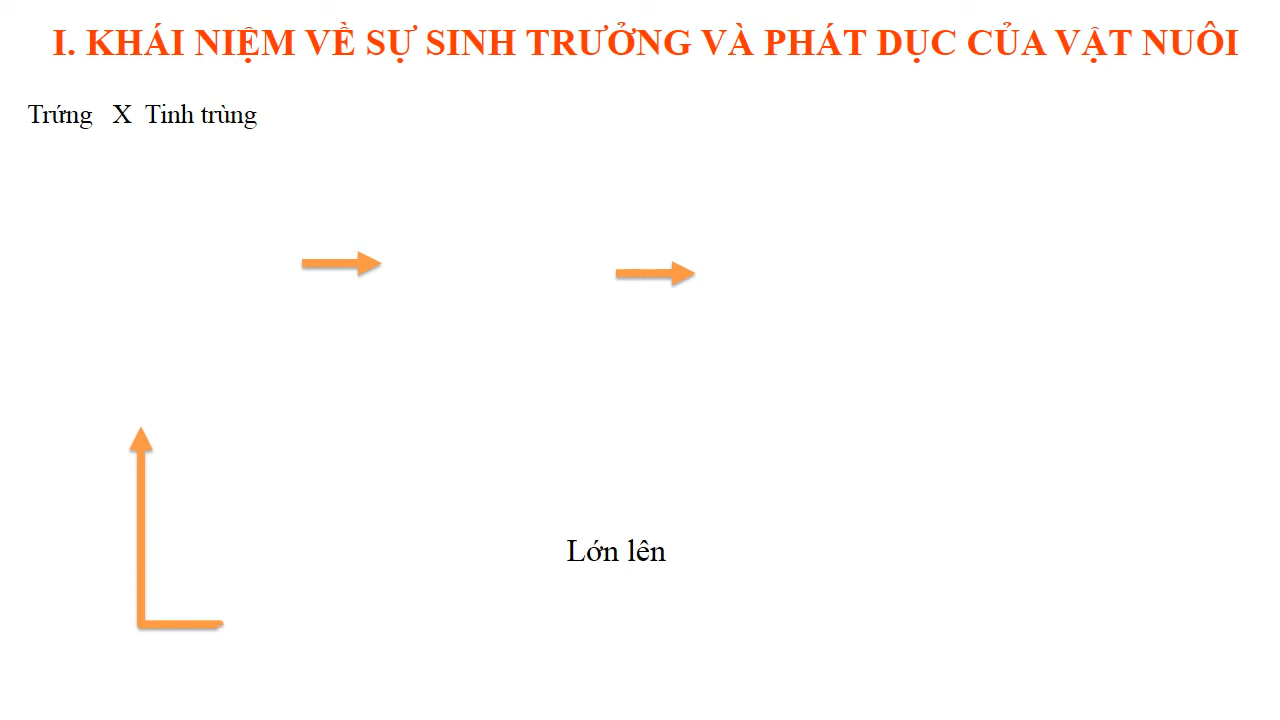 I. KHÁI NIỆM VỀ SỰ SINH TRƯỞNG VÀ PHÁT DỤC CỦA VẬT NUÔI
Trứng X Tinh trùng
Lớn lên